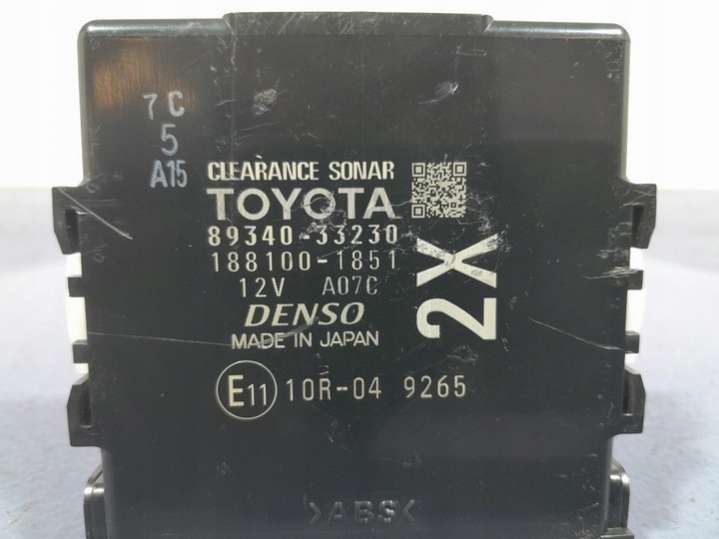 7C
5
A15
CLEARANCE SONAR
TOYOTA
89340-33230
188100-1851
12V A07C
DENSO
MADE IN JAPAN
2X
E11 10R-04 9265
>ABS<